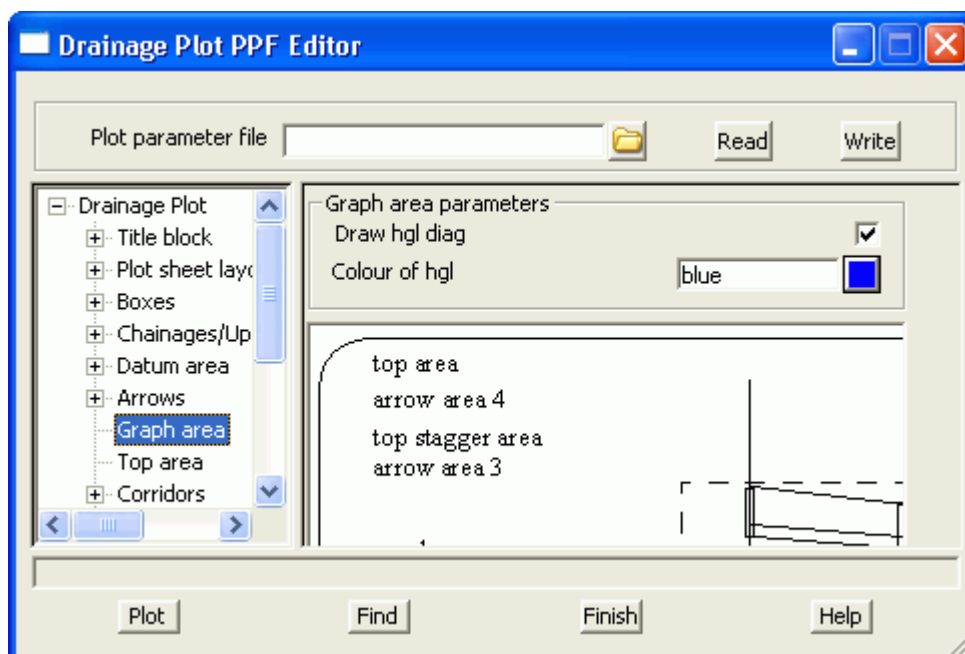 Drainage Plot PPF Editor
Plot parameter file
Read
Write
Drainage Plot
Title block
Plot sheet layo
Boxes
Chainages/Up
Datum area
Arrows
Graph area
Top area
Corridors
Graph area parameters
Draw hgl diag
Colour of hgl
blue
top area
arrow area 4
top stagger area
arrow area 3
Plot
Find
Finish
Help